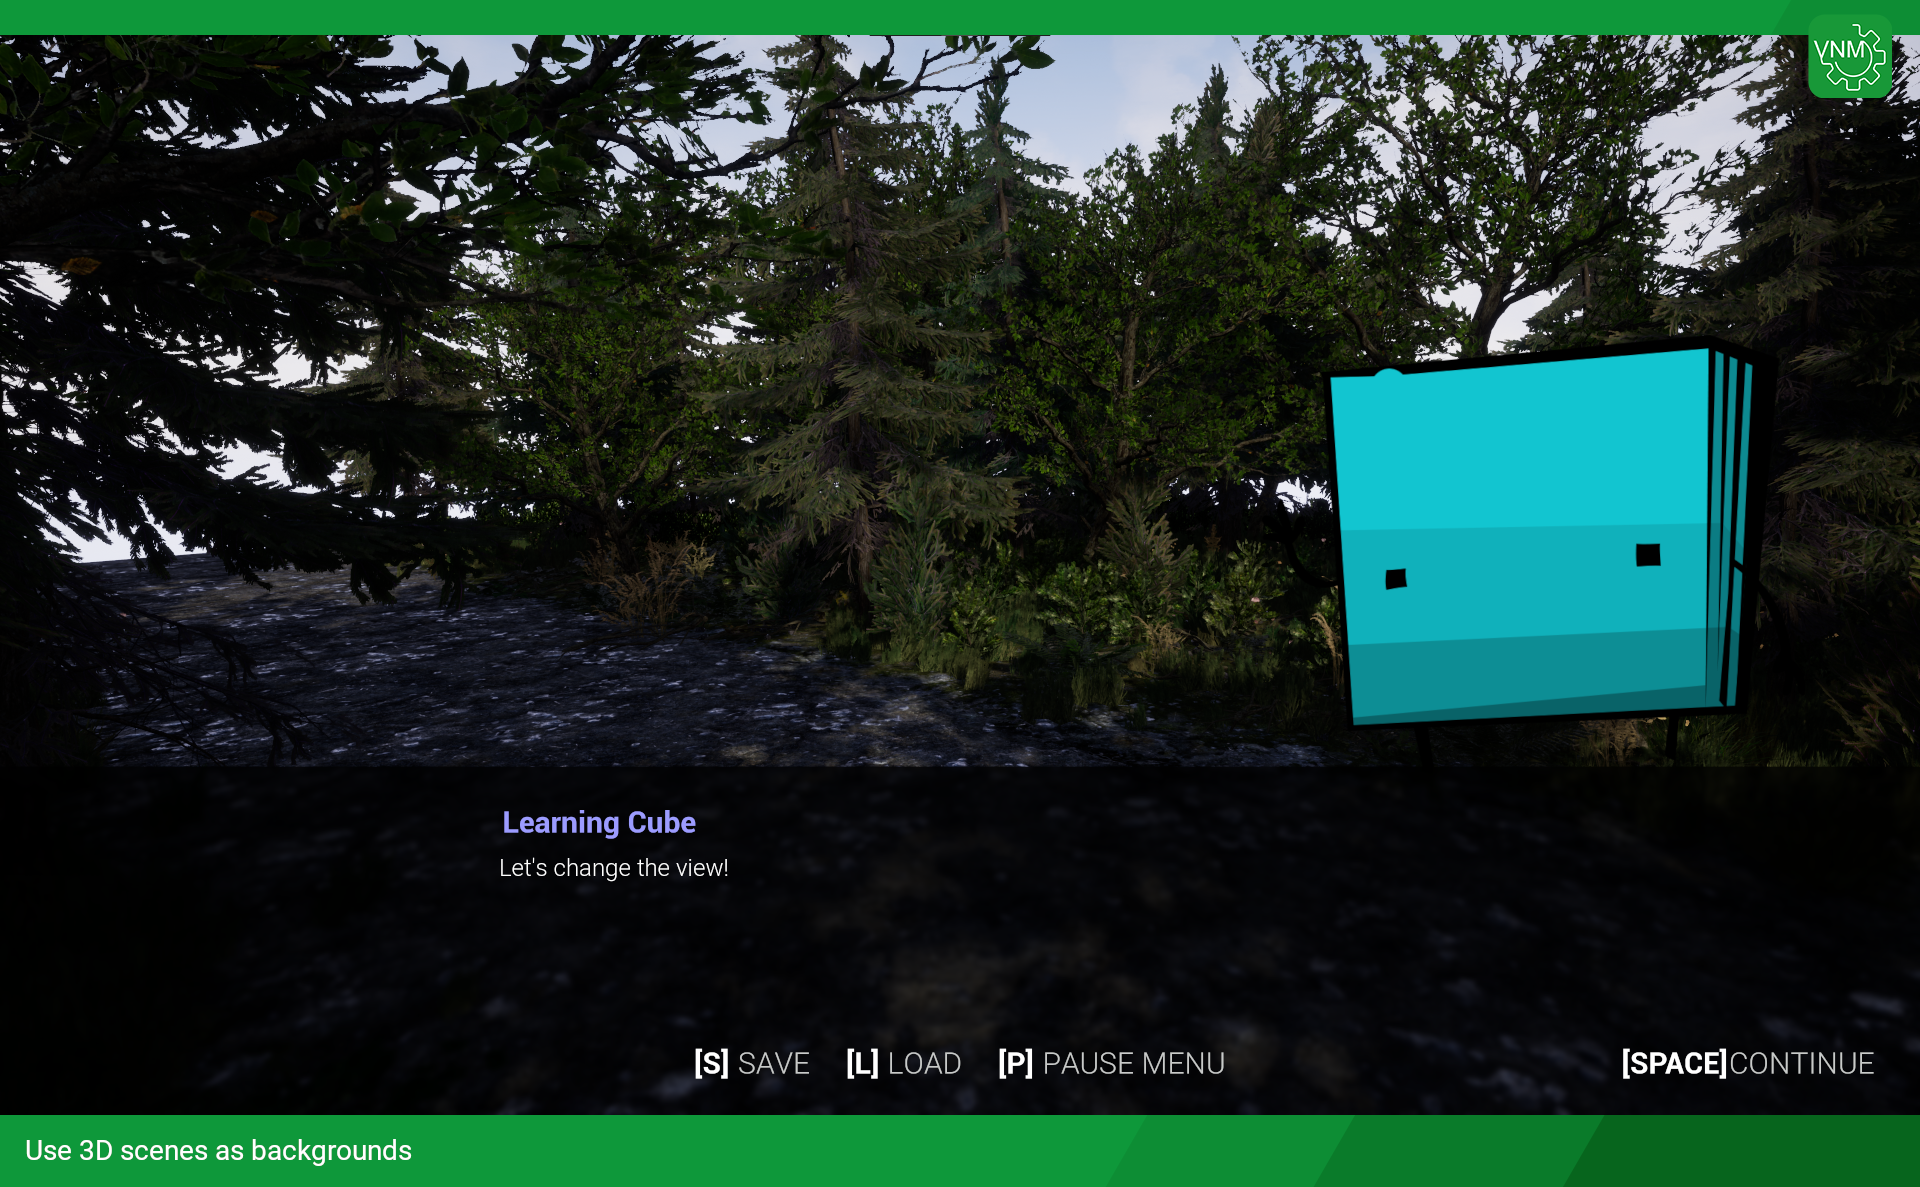 VNM
Learning Cube
Let's change the view!
[S] SAVE [L] LOAD [P] PAUSE MENU [SPACE]CONTINUE
Use 3D scenes as backgrounds